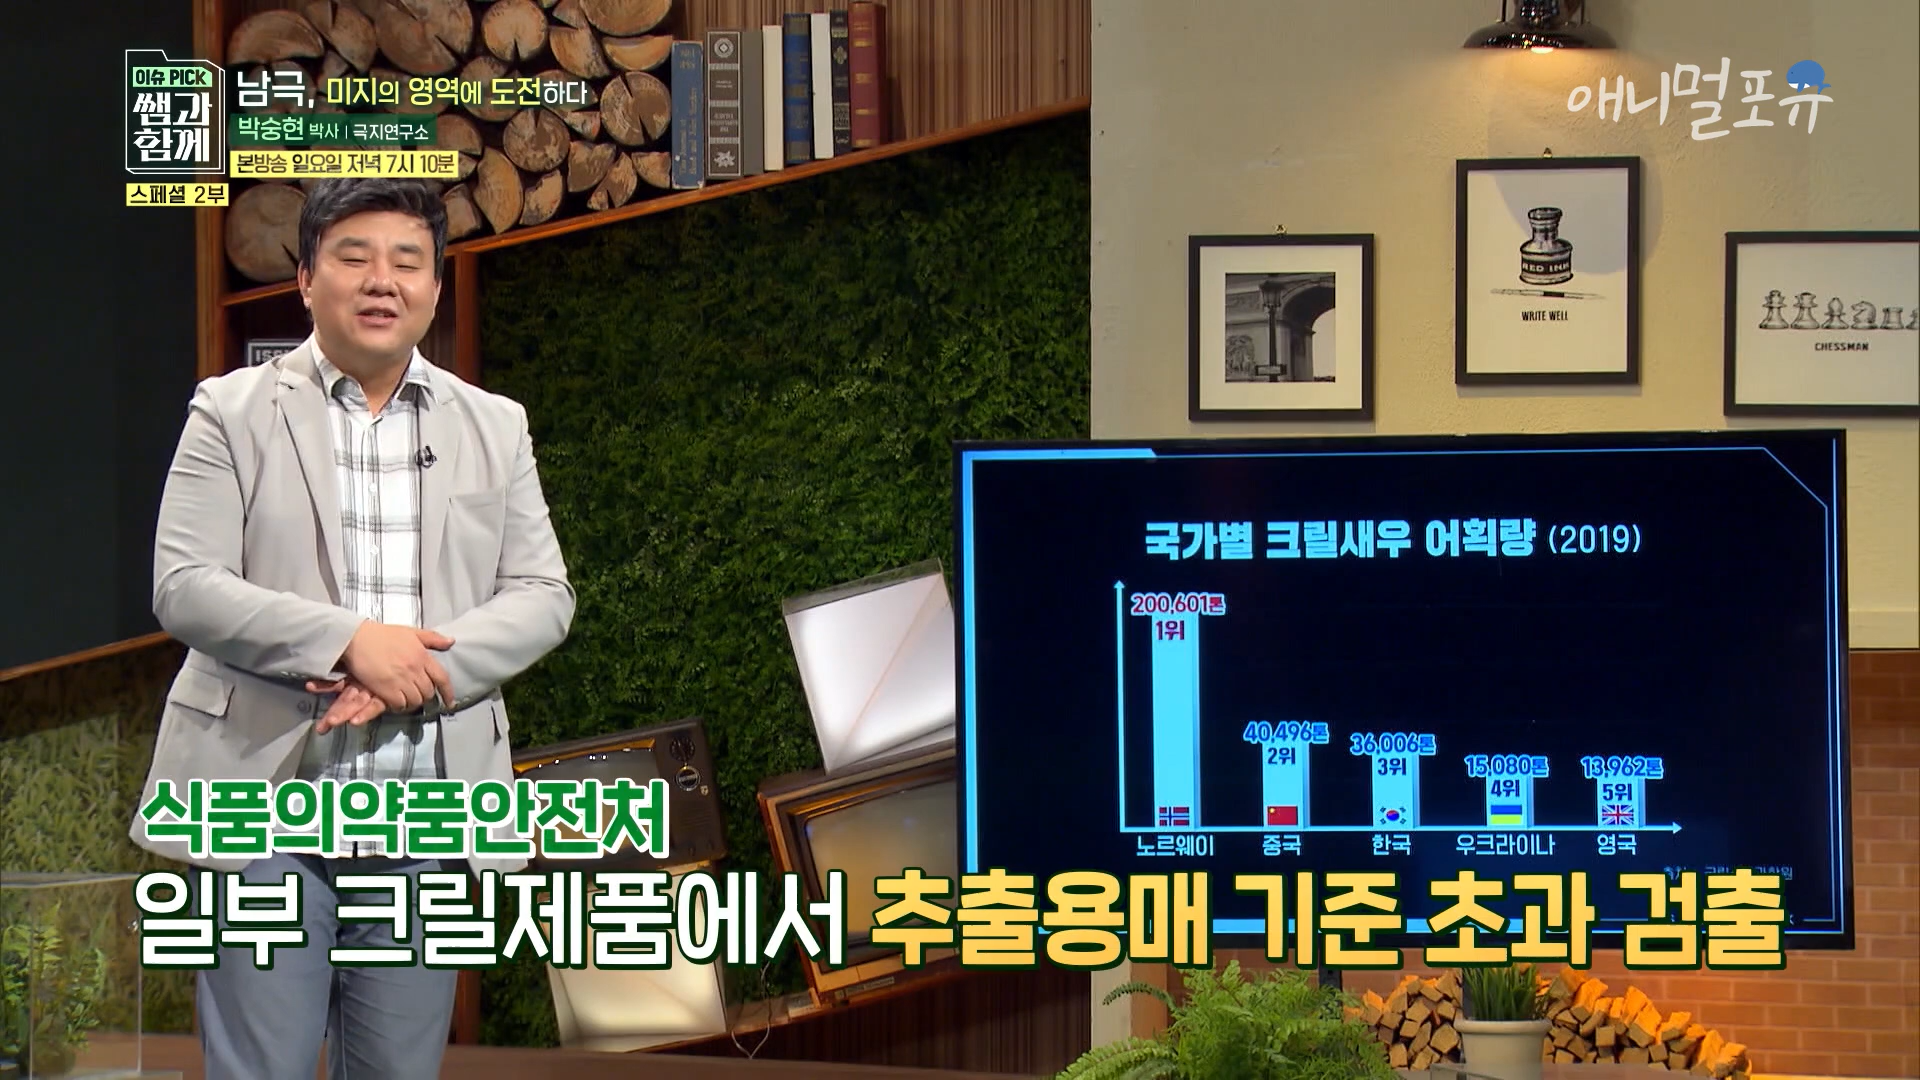 이슈 PICK
쌤과
함께
남극, 미지의 영역에 도전하다
박숭현 박사 | 극지연구소
본방송 일요일 저녁 7시 10분
스페셜 2부
애니멀포유
RED INK
WRITE WELL
CHESSMAN
국가별 크릴새우 어획량 (2019)
200,601톤
1위
40,496톤
2위
36,006톤
3위
15,080톤
4위
13,962톤
5위
노르웨이 중국 한국 우크라이나 영국
식품의약품안전처
일부 크릴제품에서 추출용매 기준 초과 검출